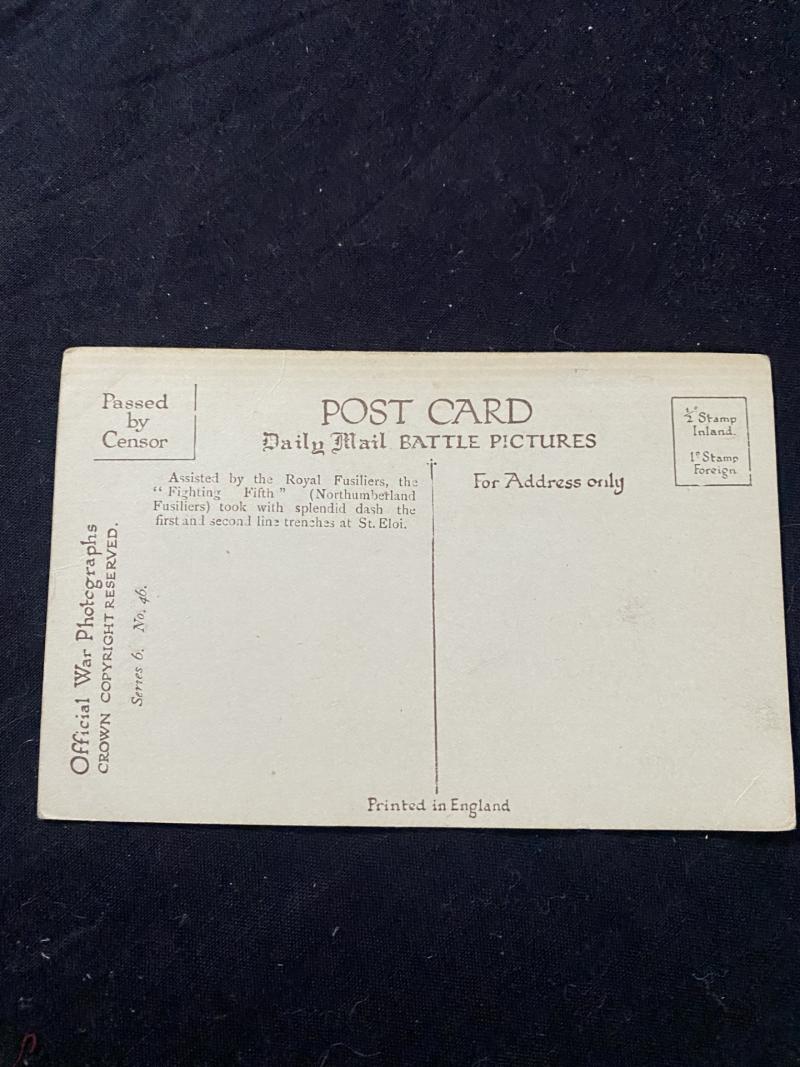 Passed
by
Censor
POST CARD
Daily Mail BATTLE PICTURES
½ᵈ Stamp
Inland.
1ᵈ Stamp
Foreign
Assisted by the Royal Fusiliers, the
“Fighting Fifth” (Northumberland
Fusiliers) took with splendid dash the
first and second line trenches at St. Eloi.
For Address only
Official War Photographs
CROWN COPYRIGHT RESERVED.
Series 6. No. 46.
Printed in England